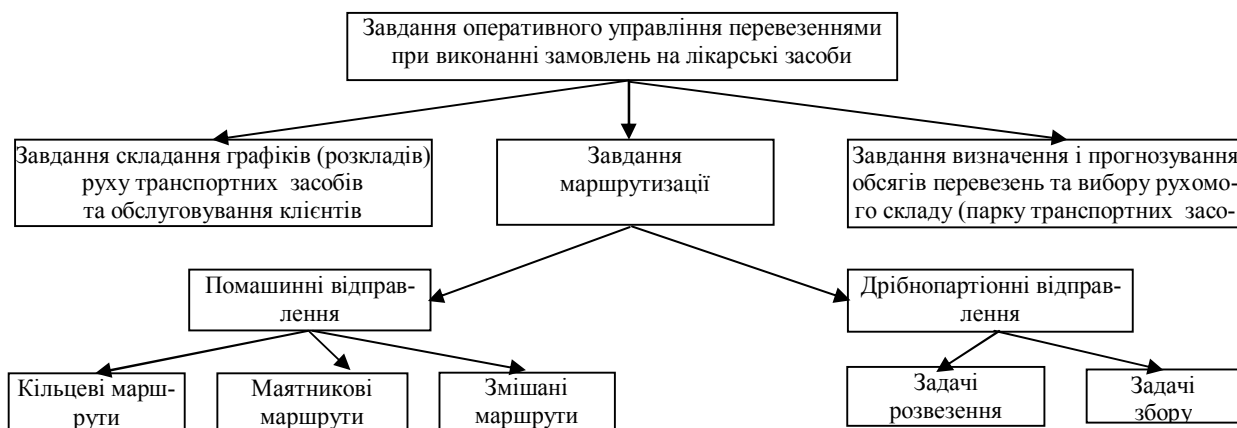 Завдання оперативного управління перевезеннями
при виконанні замовлень на лікарські засоби
Завдання складання графіків (розкладів)
руху транспортних засобів
та обслуговування клієнтів
Завдання
маршрутизації
Завдання визначення і прогнозування
обсягів перевезень та вибору рухомо-
го складу (парку транспортних засо-
Помашинні відправ-
лення
Дрібнопартіонні відправ-
лення
Кільцеві марш-
рути
Маятникові
маршрути
Змішані
маршрути
Задачі
розвезення
Задачі
збору